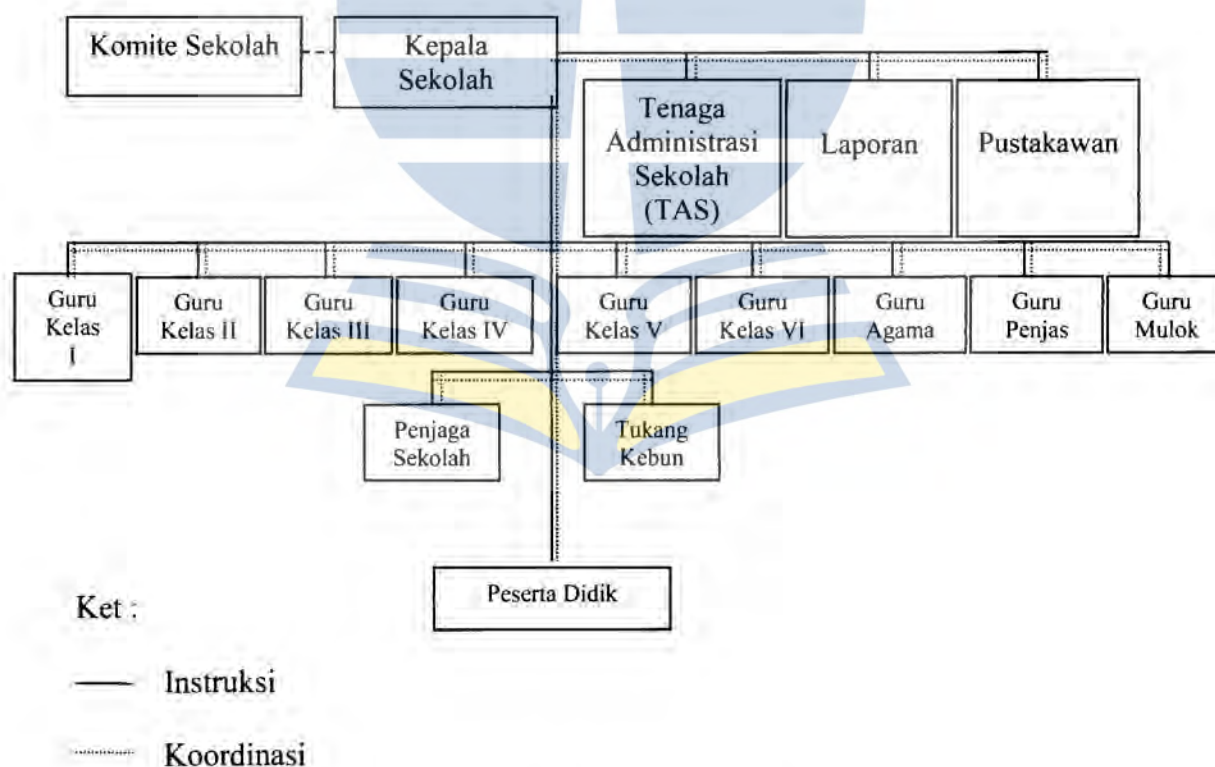 Komite Sekolah
Kepala
Sekolah
Tenaga
Administrasi
Sekolah
(TAS)
Laporan
Pustakawan
Guru
Kelas
I
Guru
Kelas II
Guru
Kelas III
Guru
Kelas IV
Guru
Kelas V
Guru
Kelas VI
Guru
Agama
Guru
Penjas
Guru
Mulok
Penjaga
Sekolah
Tukang
Kebun
Peserta Didik
Ket :
Instruksi
Koordinasi